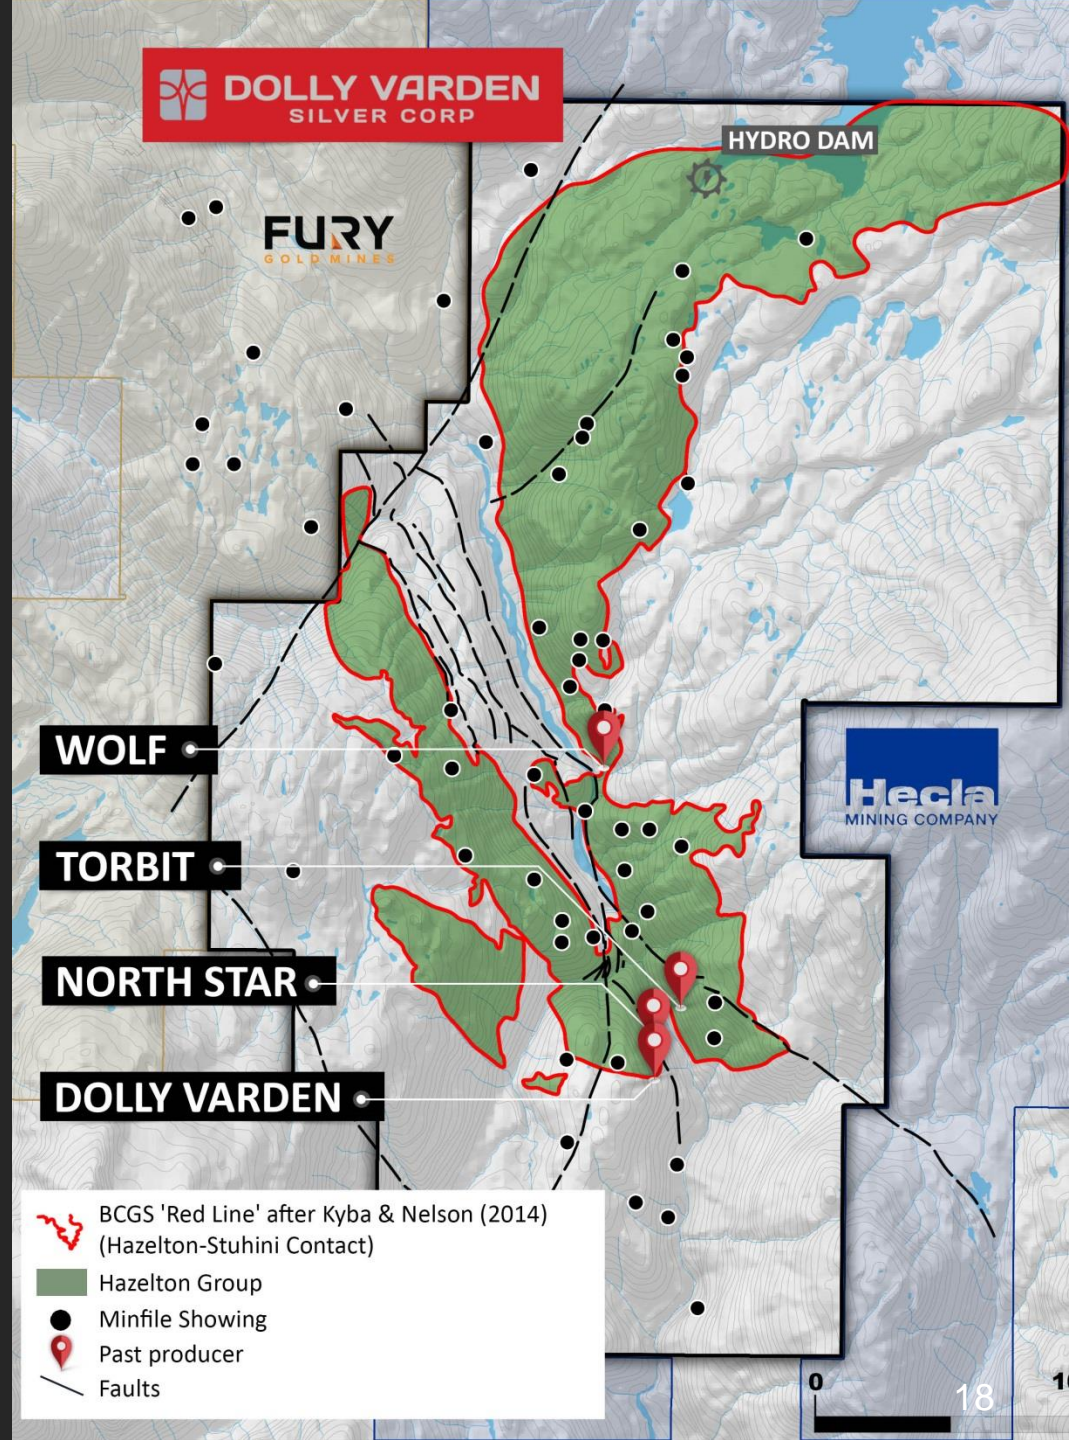 DOLLY VARDEN
SILVER CORP
HYDRO DAM
FURY
GOLD MINES
WOLF
Hecla
MINING COMPANY
TORBIT
NORTH STAR
DOLLY VARDEN
BCGS 'Red Line' after Kyba & Nelson (2014)
(Hazelton-Stuhini Contact)
Hazelton Group
Minfile Showing
Past producer
Faults
0
18